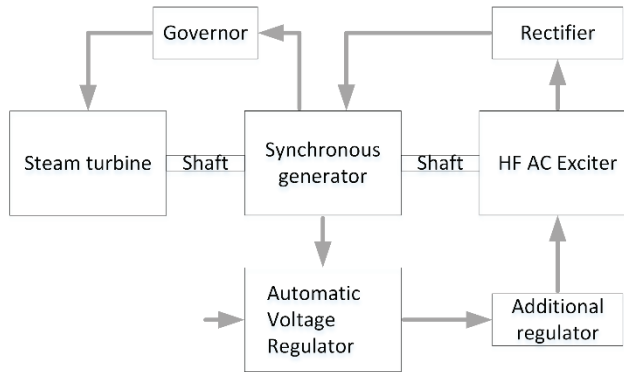 Governor
Rectifier
Steam turbine
Shaft
Synchronous
generator
Shaft
HF AC Exciter
Automatic
Voltage
Regulator
Additional
regulator